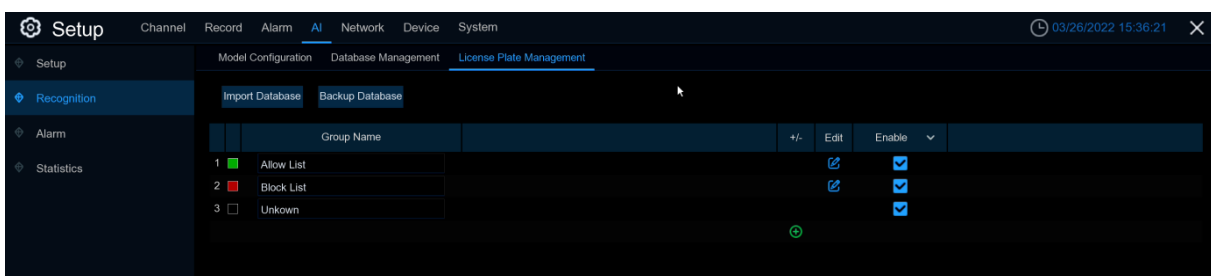 Setup Channel Record Alarm AI Network Device System 03/26/2022 15:36:21
Setup
Recognition
Alarm
Statistics
Model Configuration Database Management License Plate Management
Import Database Backup Database
Group Name +/- Edit Enable
1 Allow List
2 Block List
3 Unkown